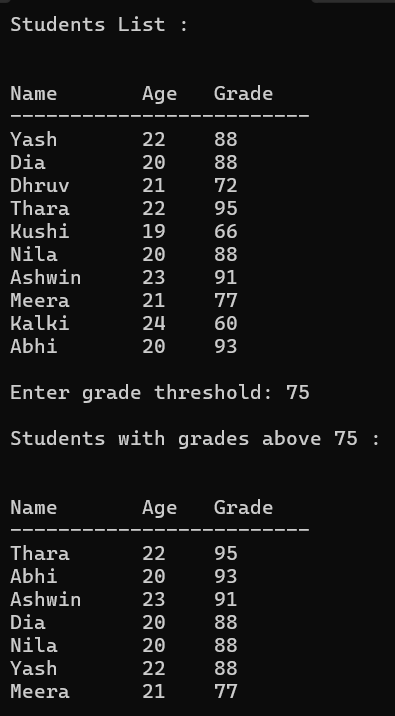 Students List :
Name       Age   Grade
-------------------------
Yash       22    88
Dia        20    88
Dhruv      21    72
Thara      22    95
Kushi      19    66
Nila       20    88
Ashwin     23    91
Meera      21    77
Kalki      24    60
Abhi       20    93
Enter grade threshold: 75
Students with grades above 75 :
Name       Age   Grade
-------------------------
Thara      22    95
Abhi       20    93
Ashwin     23    91
Dia        20    88
Nila       20    88
Yash       22    88
Meera      21    77